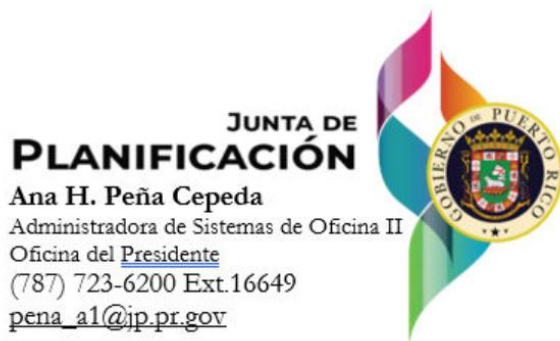 JUNTA DE
PLANIFICACIÓN
Ana H. Peña Cepeda
Administradora de Sistemas de Oficina II
Oficina del Presidente
(787) 723-6200 Ext.16649
pena_a1@jp.pr.gov
GOBIERNO DE PUERTO RICO